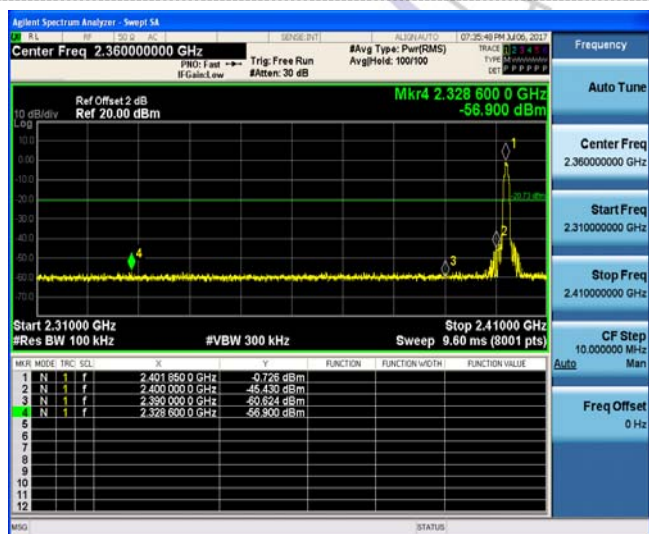 Agilent Spectrum Analyzer - Swept SA
RL RF 50 Ω AC SENSE:INT ALIGN AUTO 07:35:48 PM Jul 06, 2017
Center Freq 2.360000000 GHz
PNO: Fast
IFGain:Low
Trig: Free Run
#Atten: 30 dB
#Avg Type: Pwr(RMS)
Avg|Hold: 100/100
TRACE 1 2 3 4 5 6
TYPE M
DET P P P P P P
Mkr4 2.328 600 0 GHz
-56.900 dBm
Ref Offset 2 dB
10 dB/div Ref 20.00 dBm
Log
10.0
0.00
-10.0
-20.0
-30.0
-40.0
-50.0
-60.0
-70.0
-20.73 dBm
1
2
3
4
Start 2.31000 GHz Stop 2.41000 GHz
#Res BW 100 kHz #VBW 300 kHz Sweep 9.60 ms (8001 pts)
MKR MODE TRC SCL X Y FUNCTION FUNCTION WIDTH FUNCTION VALUE
1 N 1 f 2.401 850 0 GHz -0.726 dBm
2 N 1 f 2.400 000 0 GHz -45.430 dBm
3 N 1 f 2.390 000 0 GHz -60.624 dBm
4 N 1 f 2.328 600 0 GHz -56.900 dBm
5
6
7
8
9
10
11
12
MSG STATUS
Frequency
Auto Tune
Center Freq
2.360000000 GHz
Start Freq
2.310000000 GHz
Stop Freq
2.410000000 GHz
CF Step
10.000000 MHz
Auto Man
Freq Offset
0 Hz